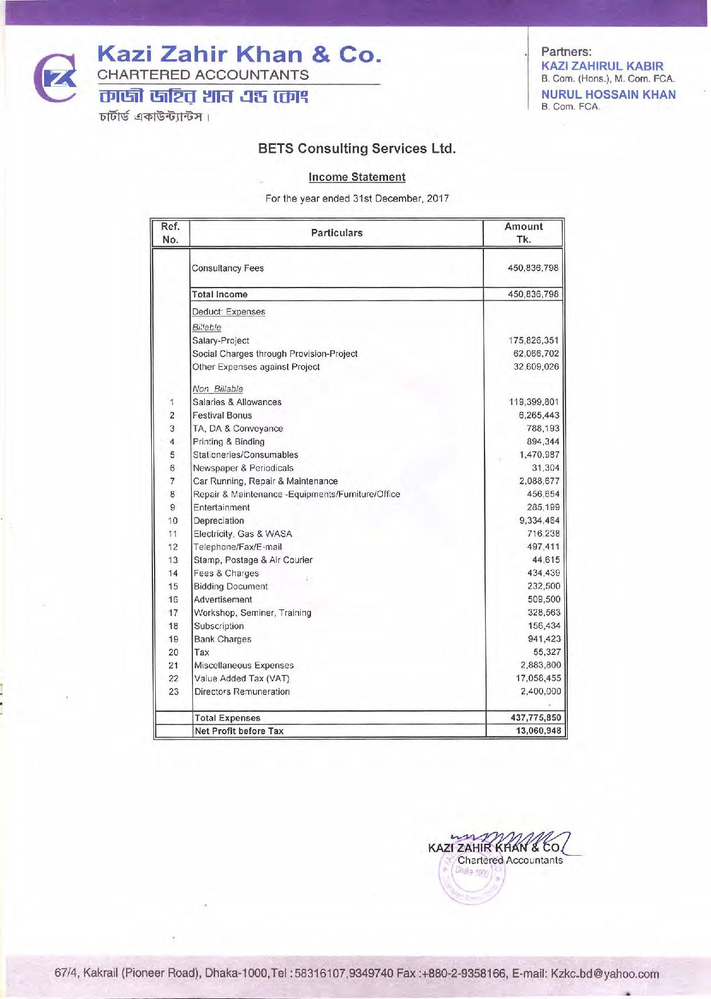 Kazi Zahir Khan & Co.
CHARTERED ACCOUNTANTS
কাজী জহির খান এন্ড কোং
চার্টার্ড একাউন্ট্যান্টস ।
Partners:
KAZI ZAHIRUL KABIR
B. Com. (Hons.), M. Com. FCA.
NURUL HOSSAIN KHAN
B. Com. FCA.
BETS Consulting Services Ltd.
Income Statement
For the year ended 31st December, 2017
Ref. No. Particulars Amount Tk.
Consultancy Fees 450,836,798
Total Income 450,836,798
Deduct: Expenses
Billable
Salary-Project 175,826,351
Social Charges through Provision-Project 62,066,702
Other Expenses against Project 32,609,026
Non Billable
1 Salaries & Allowances 119,399,801
2 Festival Bonus 6,265,443
3 TA, DA & Conveyance 788,193
4 Printing & Binding 894,344
5 Stationeries/Consumables 1,470,987
6 Newspaper & Periodicals 31,304
7 Car Running, Repair & Maintenance 2,088,677
8 Repair & Maintenance -Equipments/Furniture/Office 456,654
9 Entertainment 285,199
10 Depreciation 9,334,464
11 Electricity, Gas & WASA 716,238
12 Telephone/Fax/E-mail 497,411
13 Stamp, Postage & Air Courier 44,615
14 Fees & Charges 434,439
15 Bidding Document 232,500
16 Advertisement 509,500
17 Workshop, Seminer, Training 328,563
18 Subscription 156,434
19 Bank Charges 941,423
20 Tax 55,327
21 Miscellaneous Expenses 2,883,800
22 Value Added Tax (VAT) 17,058,455
23 Directors Remuneration 2,400,000
Total Expenses 437,775,850
Net Profit before Tax 13,060,948
KAZI ZAHIR KHAN & CO.
Chartered Accountants
Dhaka-1000
67/4, Kakrail (Pioneer Road), Dhaka-1000,Tel : 58316107,9349740 Fax :+880-2-9358166, E-mail: Kzkc.bd@yahoo.com